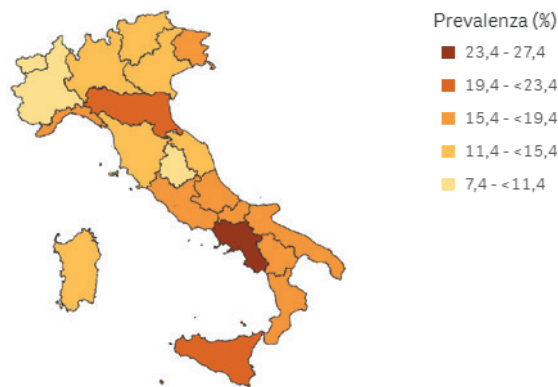 Prevalenza (%)
23,4 - 27,4
19,4 - <23,4
15,4 - <19,4
11,4 - <15,4
7,4 - <11,4